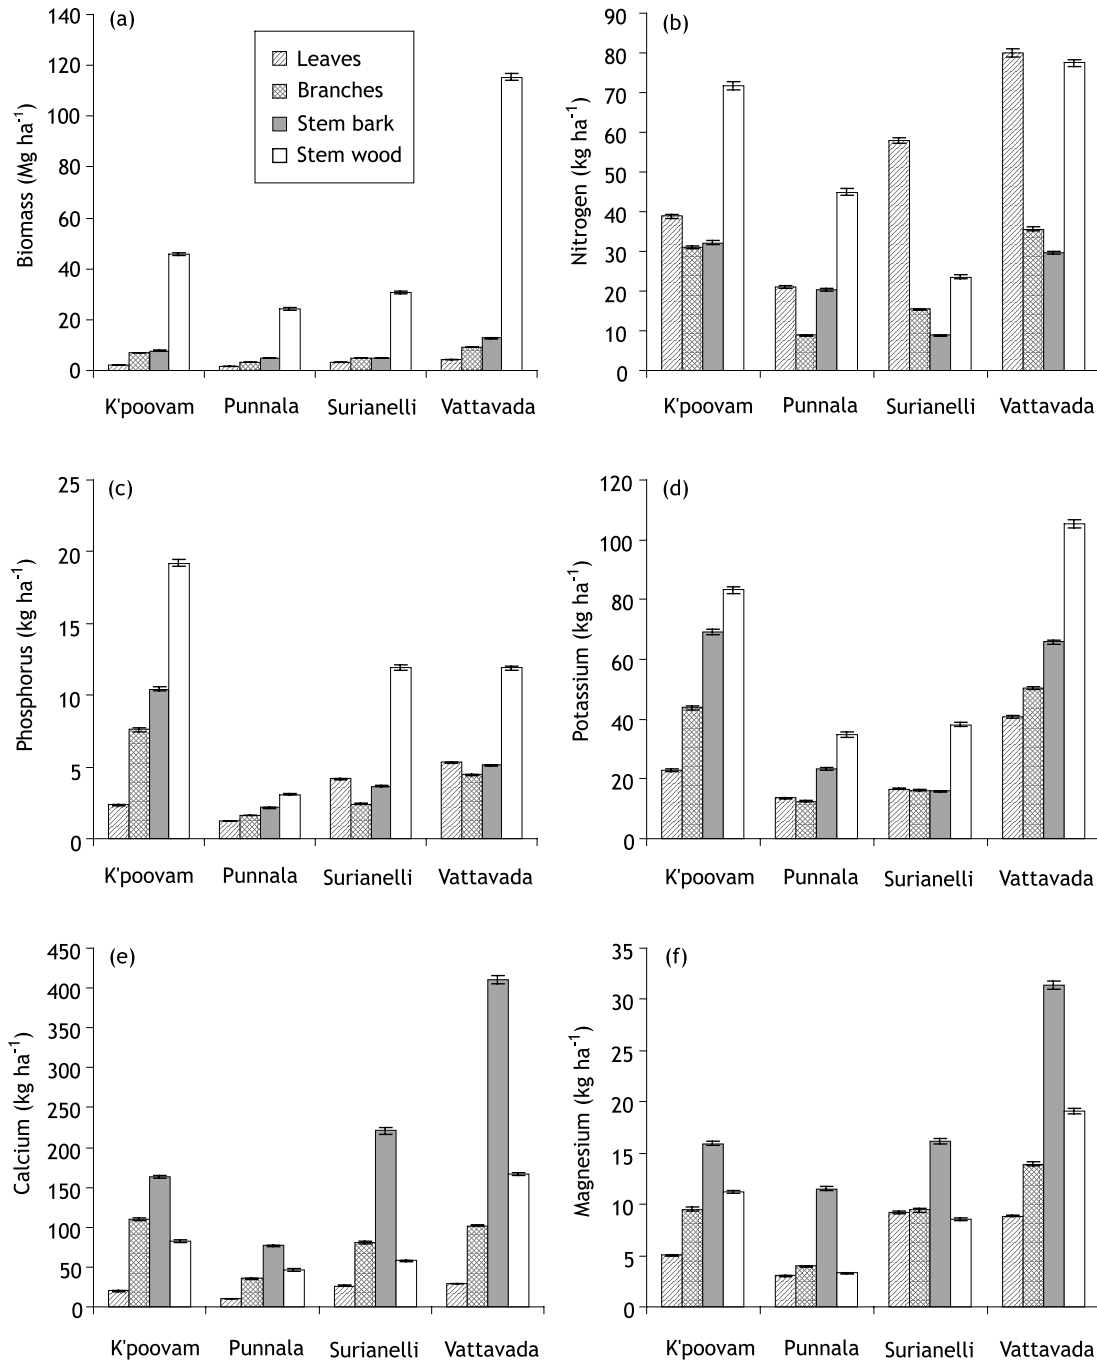 (a)
Biomass (Mg ha-1)
140
120
100
80
60
40
20
0
Leaves
Branches
Stem bark
Stem wood
K'poovam Punnala Surianelli Vattavada
(b)
Nitrogen (kg ha-1)
90
80
70
60
50
40
30
20
10
0
K'poovam Punnala Surianelli Vattavada
(c)
Phosphorus (kg ha-1)
25
20
15
10
5
0
K'poovam Punnala Surianelli Vattavada
(d)
Potassium (kg ha-1)
120
100
80
60
40
20
0
K'poovam Punnala Surianelli Vattavada
(e)
Calcium (kg ha-1)
450
400
350
300
250
200
150
100
50
0
K'poovam Punnala Surianelli Vattavada
(f)
Magnesium (kg ha-1)
35
30
25
20
15
10
5
0
K'poovam Punnala Surianelli Vattavada